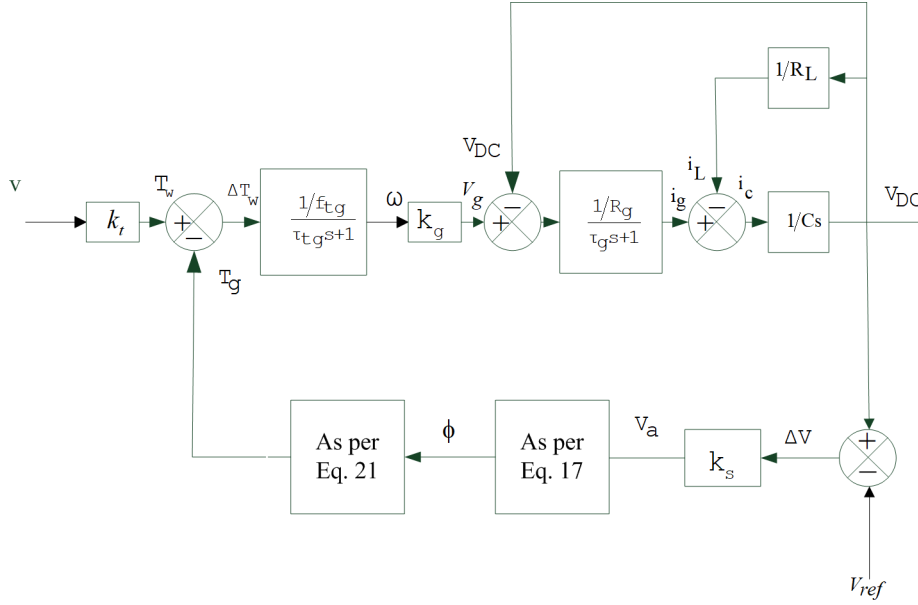 1/R_L
V_DC
i_L
v
T_w
ΔT_w
1/f_tg
τ_tg s+1
ω
V_g
1/R_g
τ_g s+1
i_g
i_c
V_DC
+
−
k_t
k_g
−
+
−
+
1/Cs
T_g
As per
Eq. 21
ϕ
As per
Eq. 17
V_a
k_s
ΔV
+
−
V_ref